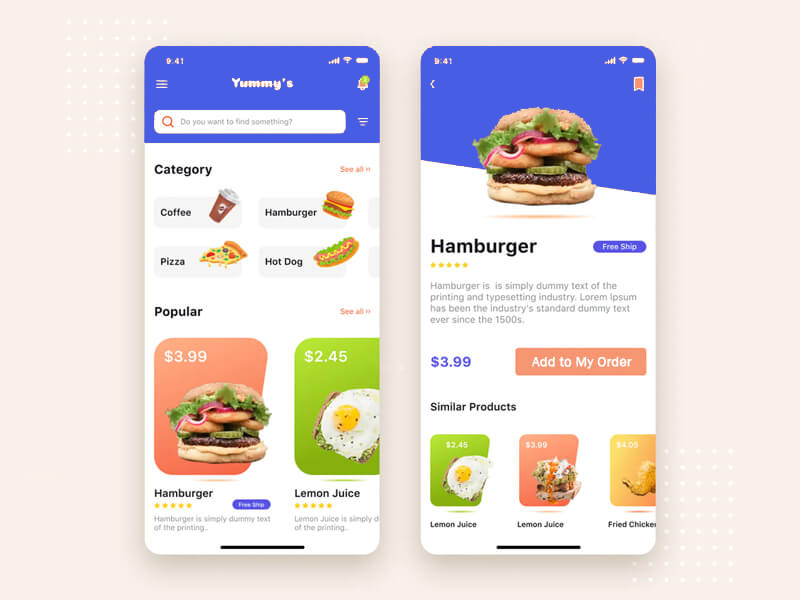 9:41
Yummy's
Do you want to find something?
Category
See all ››
Coffee
Hamburger
Pizza
Hot Dog
Popular
See all ››
$3.99
$2.45
Hamburger
Free Ship
Hamburger is simply dummy text
of the printing..
Lemon Juice
Lemon Juice is simply d
of the printing..
9:41
Hamburger
Free Ship
Hamburger is  is simply dummy text of the
printing and typesetting industry. Lorem Ipsum
has been the industry's standard dummy text
ever since the 1500s.
$3.99
Add to My Order
Similar Products
$2.45
$3.99
$4.05
Lemon Juice
Lemon Juice
Fried Chicken